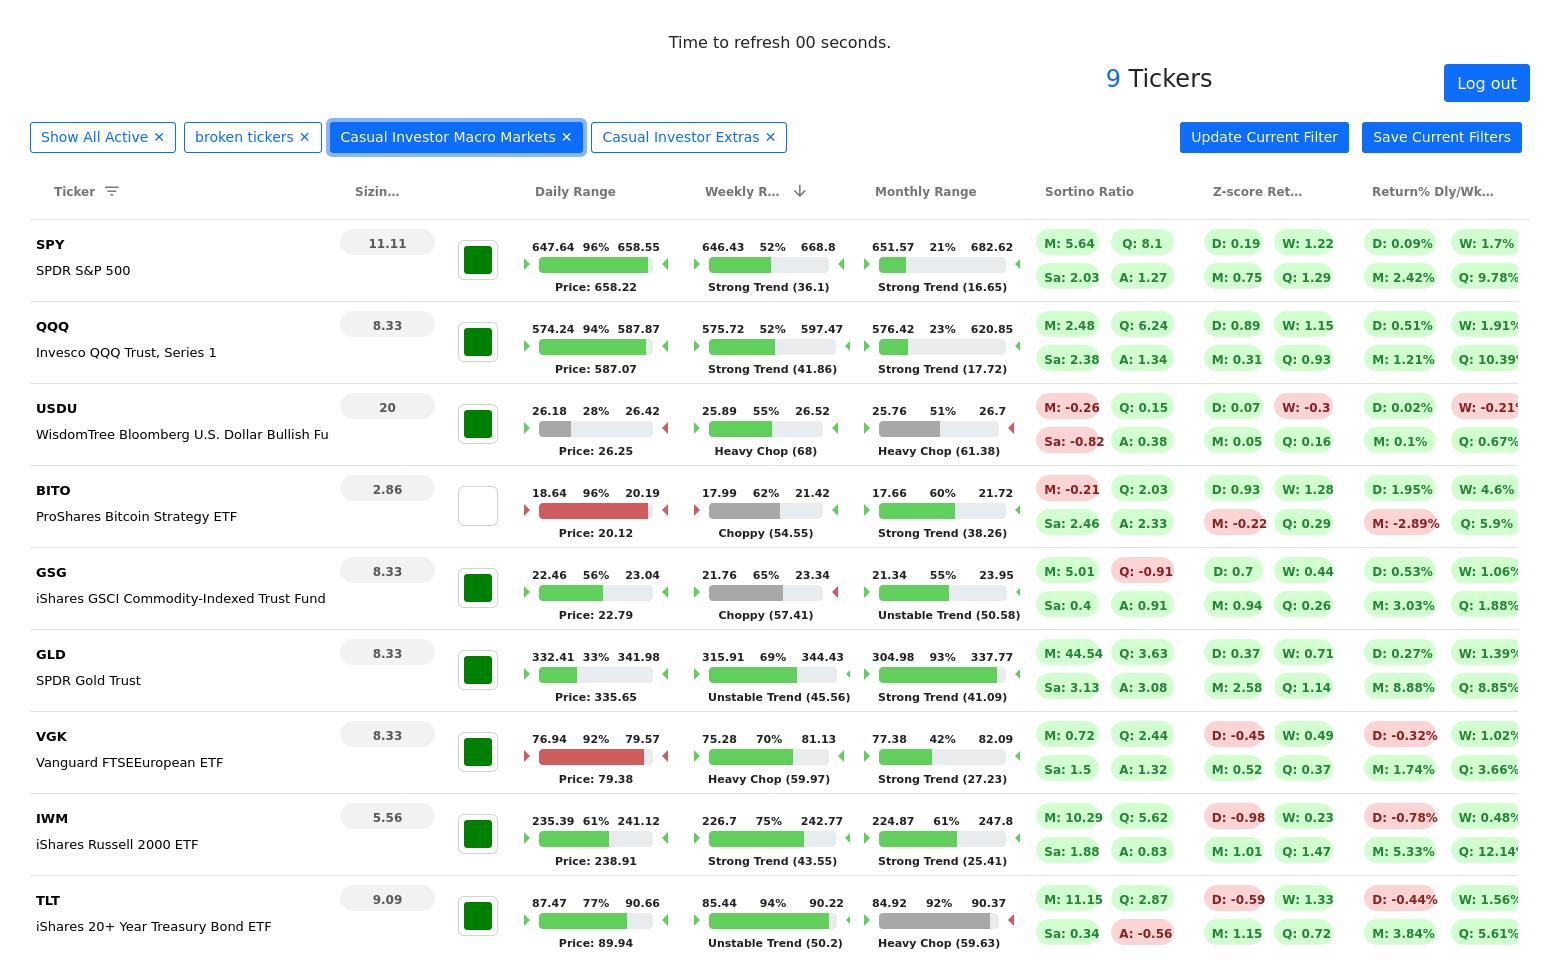 Time to refresh 00 seconds.
9 Tickers
Log out
Show All Active ✕ broken tickers ✕ Casual Investor Macro Markets ✕ Casual Investor Extras ✕ Update Current Filter Save Current Filters
Ticker Sizin... Daily Range Weekly R... Monthly Range Sortino Ratio Z-score Ret... Return% Dly/Wk...
SPY 11.11 647.64 96% 658.55 646.43 52% 668.8 651.57 21% 682.62 M: 5.64 Q: 8.1 D: 0.19 W: 1.22 D: 0.09% W: 1.7%
SPDR S&P 500 Sa: 2.03 A: 1.27 M: 0.75 Q: 1.29 M: 2.42% Q: 9.78%
Price: 658.22 Strong Trend (36.1) Strong Trend (16.65)
QQQ 8.33 574.24 94% 587.87 575.72 52% 597.47 576.42 23% 620.85 M: 2.48 Q: 6.24 D: 0.89 W: 1.15 D: 0.51% W: 1.91%
Invesco QQQ Trust, Series 1 Sa: 2.38 A: 1.34 M: 0.31 Q: 0.93 M: 1.21% Q: 10.39%
Price: 587.07 Strong Trend (41.86) Strong Trend (17.72)
USDU 20 26.18 28% 26.42 25.89 55% 26.52 25.76 51% 26.7 M: -0.26 Q: 0.15 D: 0.07 W: -0.3 D: 0.02% W: -0.21%
WisdomTree Bloomberg U.S. Dollar Bullish Fu Sa: -0.82 A: 0.38 M: 0.05 Q: 0.16 M: 0.1% Q: 0.67%
Price: 26.25 Heavy Chop (68) Heavy Chop (61.38)
BITO 2.86 18.64 96% 20.19 17.99 62% 21.42 17.66 60% 21.72 M: -0.21 Q: 2.03 D: 0.93 W: 1.28 D: 1.95% W: 4.6%
ProShares Bitcoin Strategy ETF Sa: 2.46 A: 2.33 M: -0.22 Q: 0.29 M: -2.89% Q: 5.9%
Price: 20.12 Choppy (54.55) Strong Trend (38.26)
GSG 8.33 22.46 56% 23.04 21.76 65% 23.34 21.34 55% 23.95 M: 5.01 Q: -0.91 D: 0.7 W: 0.44 D: 0.53% W: 1.06%
iShares GSCI Commodity-Indexed Trust Fund Sa: 0.4 A: 0.91 M: 0.94 Q: 0.26 M: 3.03% Q: 1.88%
Price: 22.79 Choppy (57.41) Unstable Trend (50.58)
GLD 8.33 332.41 33% 341.98 315.91 69% 344.43 304.98 93% 337.77 M: 44.54 Q: 3.63 D: 0.37 W: 0.71 D: 0.27% W: 1.39%
SPDR Gold Trust Sa: 3.13 A: 3.08 M: 2.58 Q: 1.14 M: 8.88% Q: 8.85%
Price: 335.65 Unstable Trend (45.56) Strong Trend (41.09)
VGK 8.33 76.94 92% 79.57 75.28 70% 81.13 77.38 42% 82.09 M: 0.72 Q: 2.44 D: -0.45 W: 0.49 D: -0.32% W: 1.02%
Vanguard FTSEEuropean ETF Sa: 1.5 A: 1.32 M: 0.52 Q: 0.37 M: 1.74% Q: 3.66%
Price: 79.38 Heavy Chop (59.97) Strong Trend (27.23)
IWM 5.56 235.39 61% 241.12 226.7 75% 242.77 224.87 61% 247.8 M: 10.29 Q: 5.62 D: -0.98 W: 0.23 D: -0.78% W: 0.48%
iShares Russell 2000 ETF Sa: 1.88 A: 0.83 M: 1.01 Q: 1.47 M: 5.33% Q: 12.14%
Price: 238.91 Strong Trend (43.55) Strong Trend (25.41)
TLT 9.09 87.47 77% 90.66 85.44 94% 90.22 84.92 92% 90.37 M: 11.15 Q: 2.87 D: -0.59 W: 1.33 D: -0.44% W: 1.56%
iShares 20+ Year Treasury Bond ETF Sa: 0.34 A: -0.56 M: 1.15 Q: 0.72 M: 3.84% Q: 5.61%
Price: 89.94 Unstable Trend (50.2) Heavy Chop (59.63)